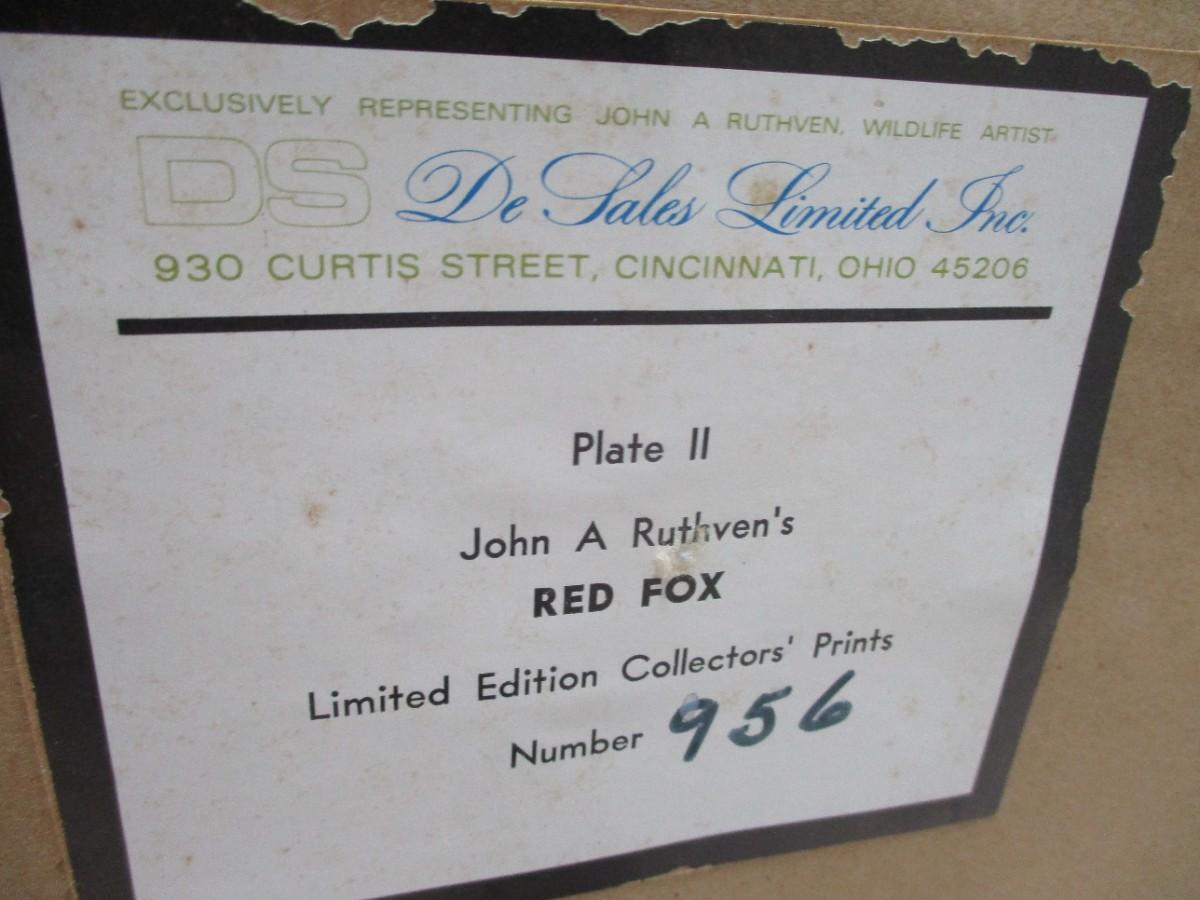 EXCLUSIVELY REPRESENTING JOHN A RUTHVEN, WILDLIFE ARTIST
DS De Sales Limited Inc.
930 CURTIS STREET, CINCINNATI, OHIO 45206
Plate II
John A Ruthven's
RED FOX
Limited Edition Collectors' Prints
Number 956